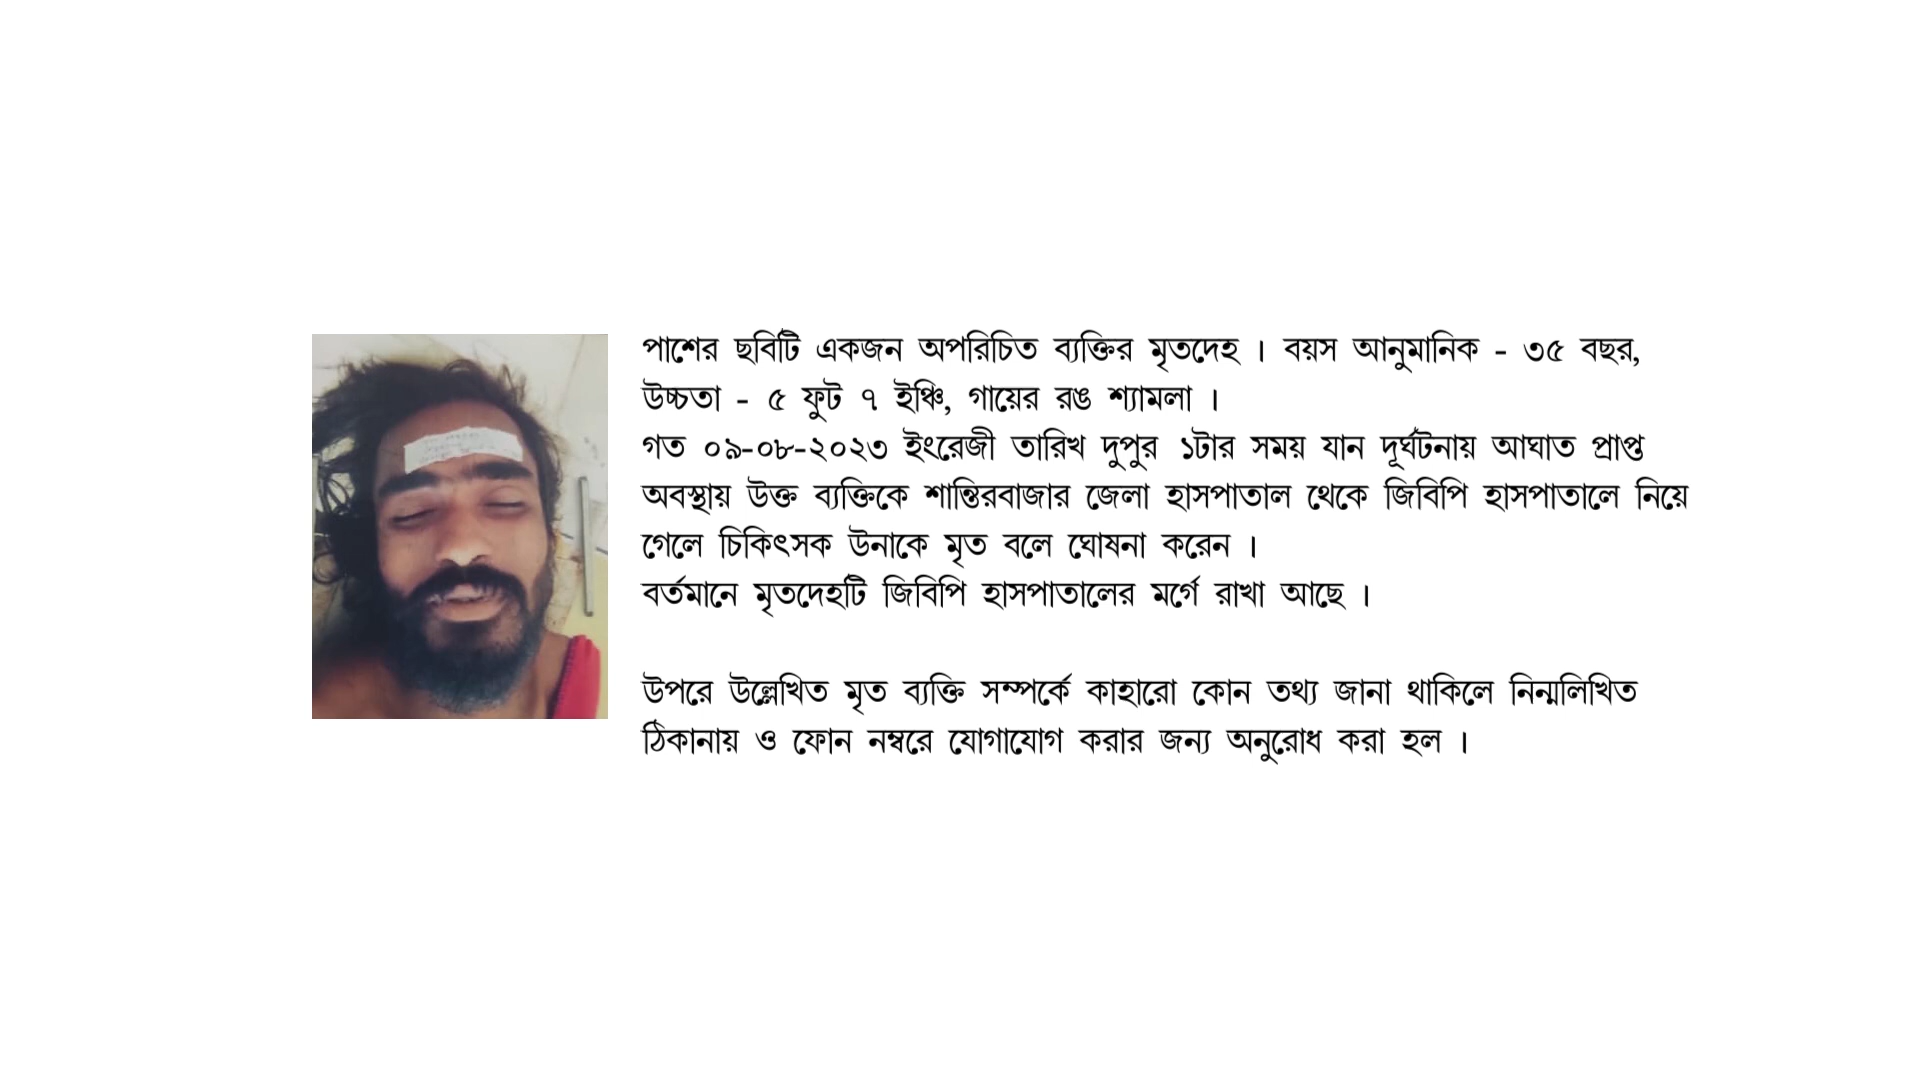 পাশের ছবিটি একজন অপরিচিত ব্যক্তির মৃতদেহ । বয়স আনুমানিক - ৩৫ বছর,
উচ্চতা - ৫ ফুট ৭ ইঞ্চি, গায়ের রঙ শ্যামলা ।
গত ০৯-০৮-২০২৩ ইংরেজী তারিখ দুপুর ১টার সময় যান দূর্ঘটনায় আঘাত প্রাপ্ত
অবস্থায় উক্ত ব্যক্তিকে শান্তিরবাজার জেলা হাসপাতাল থেকে জিবিপি হাসপাতালে নিয়ে
গেলে চিকিৎসক উনাকে মৃত বলে ঘোষনা করেন ।
বর্তমানে মৃতদেহটি জিবিপি হাসপাতালের মর্গে রাখা আছে ।
উপরে উল্লেখিত মৃত ব্যক্তি সম্পর্কে কাহারো কোন তথ্য জানা থাকিলে নিন্মলিখিত
ঠিকানায় ও ফোন নম্বরে যোগাযোগ করার জন্য অনুরোধ করা হল ।